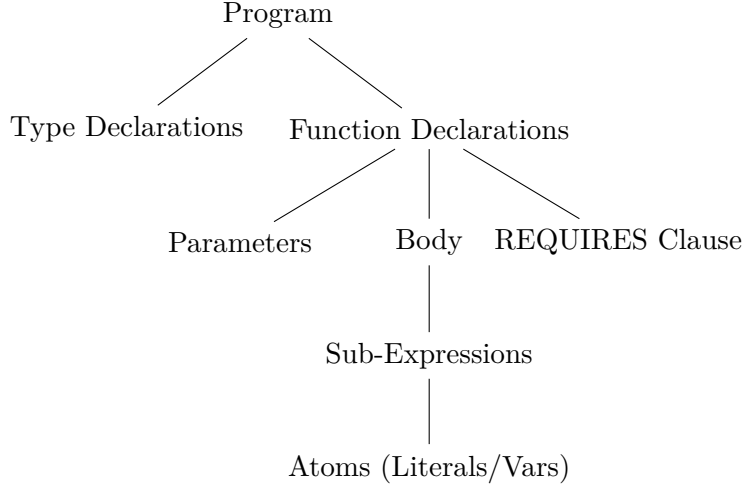 Program
Type Declarations Function Declarations
Parameters Body REQUIRES Clause
Sub-Expressions
Atoms (Literals/Vars)